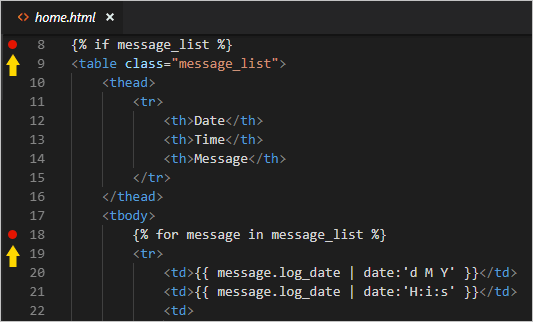 <> home.html ×
8 {% if message_list %}
9 <table class="message_list">
10     <thead>
11         <tr>
12             <th>Date</th>
13             <th>Time</th>
14             <th>Message</th>
15         </tr>
16     </thead>
17     <tbody>
18         {% for message in message_list %}
19         <tr>
20             <td>{{ message.log_date | date:'d M Y' }}</td>
21             <td>{{ message.log_date | date:'H:i:s' }}</td>
22             <td>